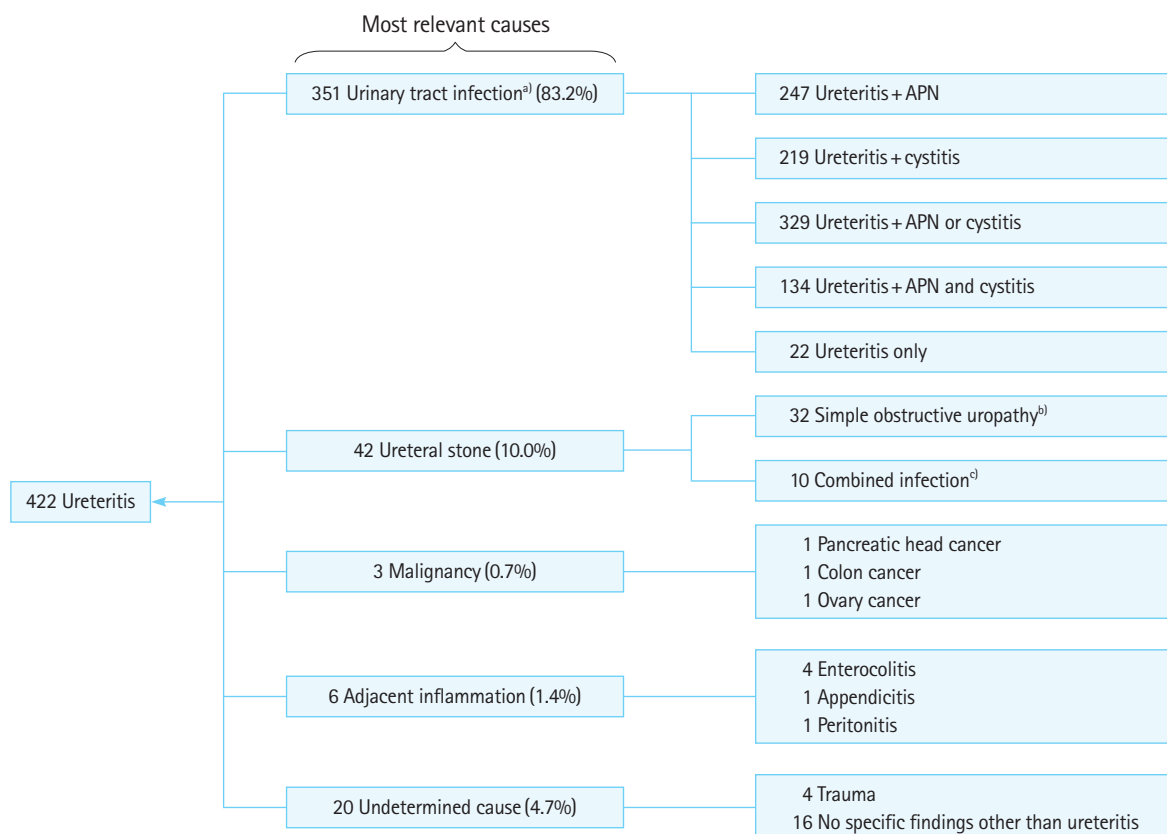 Most relevant causes
351 Urinary tract infection a) (83.2%)
247 Ureteritis + APN
219 Ureteritis + cystitis
329 Ureteritis + APN or cystitis
134 Ureteritis + APN and cystitis
22 Ureteritis only
42 Ureteral stone (10.0%)
32 Simple obstructive uropathy b)
10 Combined infection c)
422 Ureteritis
3 Malignancy (0.7%)
1 Pancreatic head cancer
1 Colon cancer
1 Ovary cancer
6 Adjacent inflammation (1.4%)
4 Enterocolitis
1 Appendicitis
1 Peritonitis
20 Undetermined cause (4.7%)
4 Trauma
16 No specific findings other than ureteritis